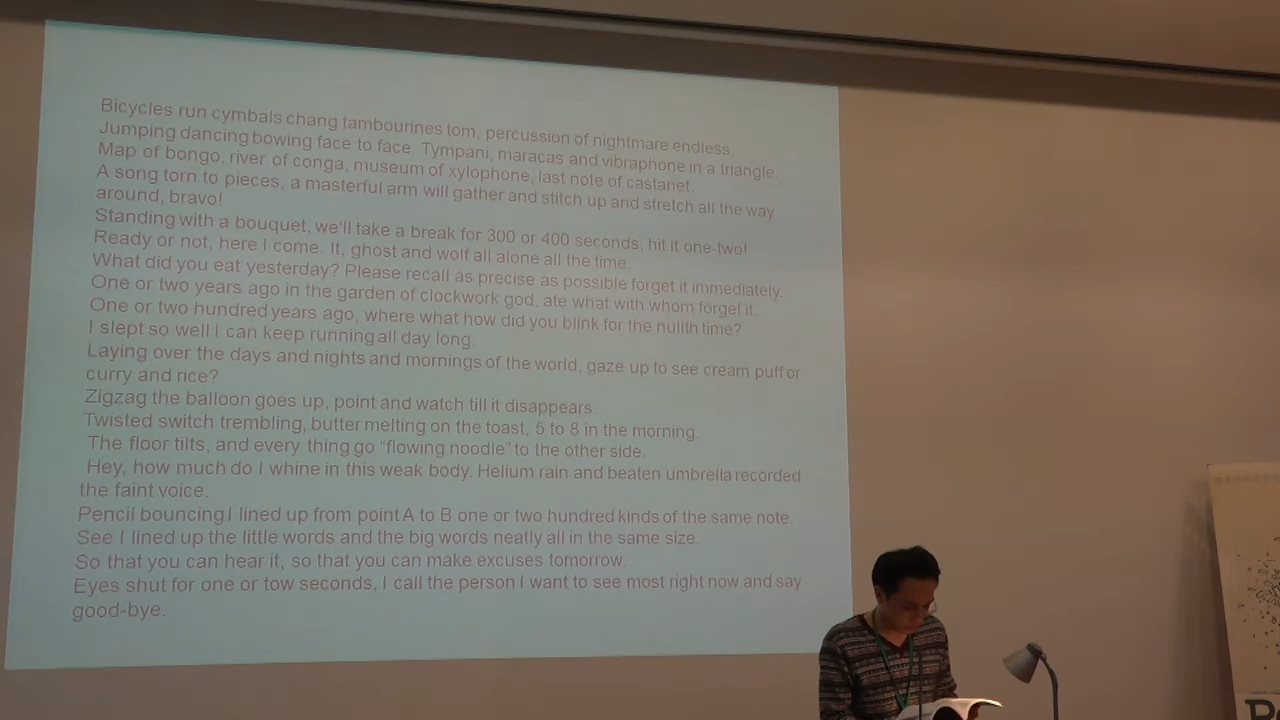 Bicycles run cymbals chang tambourines tom, percussion of nightmare endless.
Jumping dancing bowing face to face. Tympani, maracas and vibraphone in a triangle.
Map of bongo, river of conga, museum of xylophone, last note of castanet.
A song torn to pieces, a masterful arm will gather and stitch up and stretch all the way
around, bravo!
Standing with a bouquet, we'll take a break for 300 or 400 seconds, hit it one-two!
Ready or not, here I come. It, ghost and wolf all alone all the time.
What did you eat yesterday? Please recall as precise as possible forget it immediately.
One or two years ago in the garden of clockwork god, ate what with whom forget it.
One or two hundred years ago, where what how did you blink for the nullth time?
I slept so well I can keep running all day long.
Laying over the days and nights and mornings of the world, gaze up to see cream puff or
curry and rice?
Zigzag the balloon goes up, point and watch till it disappears.
Twisted switch trembling, butter melting on the toast, 5 to 8 in the morning.
The floor tilts, and every thing go "flowing noodle" to the other side.
Hey, how much do I whine in this weak body. Helium rain and beaten umbrella recorded
the faint voice.
Pencil bouncing I lined up from point A to B one or two hundred kinds of the same note.
See I lined up the little words and the big words neatly all in the same size.
So that you can hear it, so that you can make excuses tomorrow.
Eyes shut for one or tow seconds, I call the person I want to see most right now and say
good-bye.